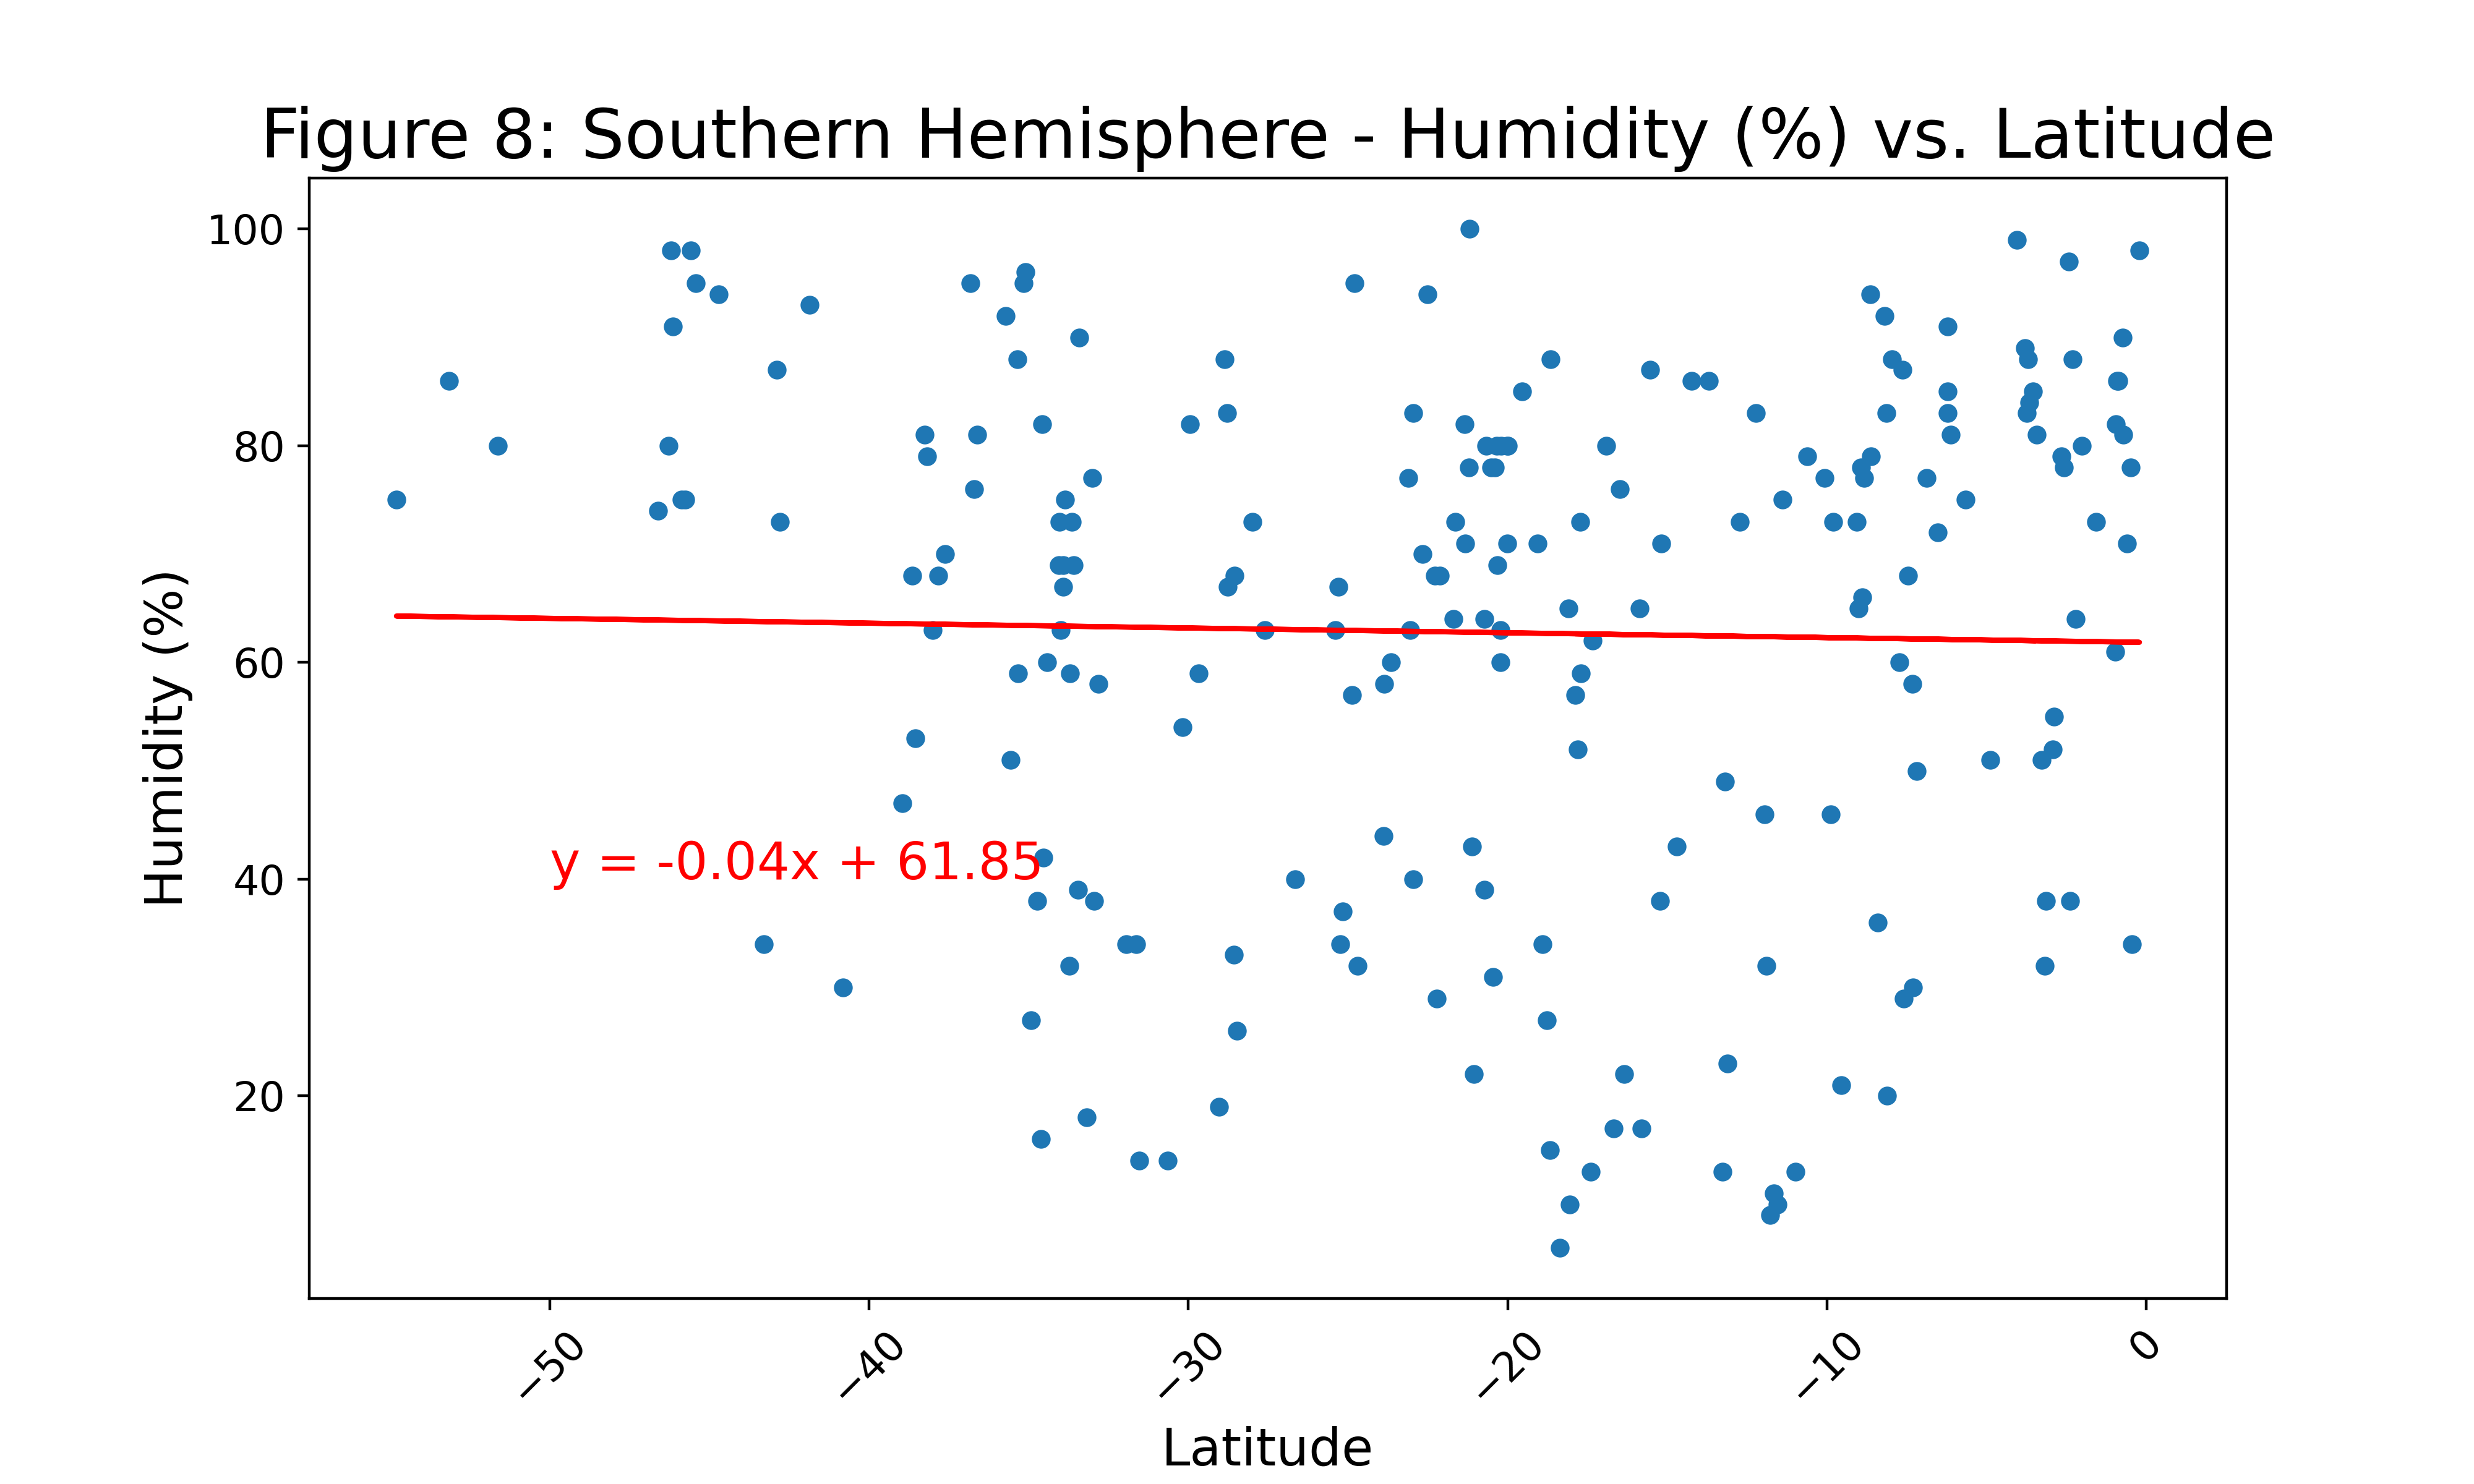 Figure 8: Southern Hemisphere - Humidity (%) vs. Latitude
100
80
60
40
20
Humidity (%)
y = -0.04x + 61.85
−50
−40
−30
−20
−10
0
Latitude